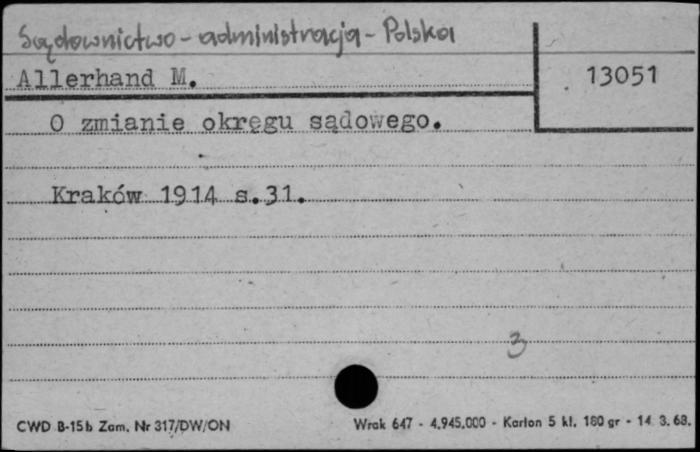 Sądownictwo - administracja - Polska
Allerhand M.
13051
O zmianie okręgu sądowego.
Kraków 1914 s.31.
3
CWD B-15b Zam. Nr 317/DW/ON
Wrak 647 - 4.945.000 - Karton 5 kl. 180 gr - 14. 3. 68.